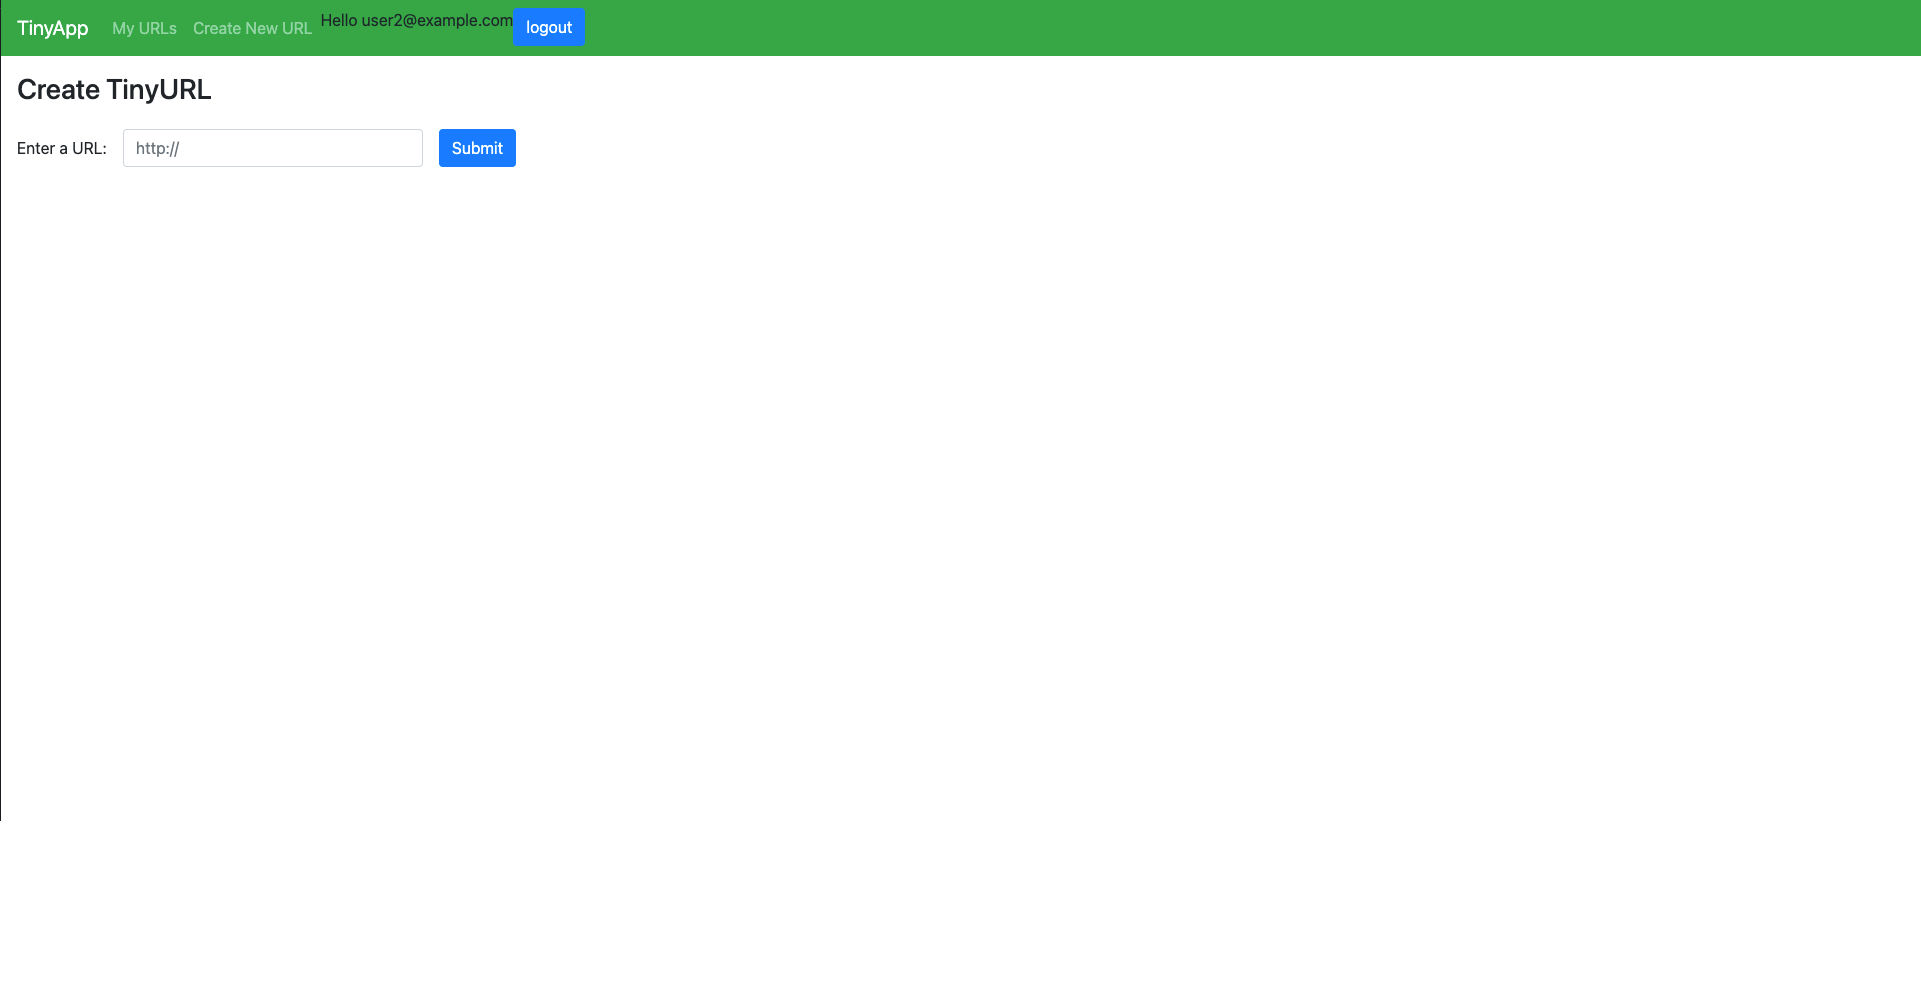 TinyApp My URLs Create New URL Hello user2@example.com logout
Create TinyURL
Enter a URL: http:// Submit